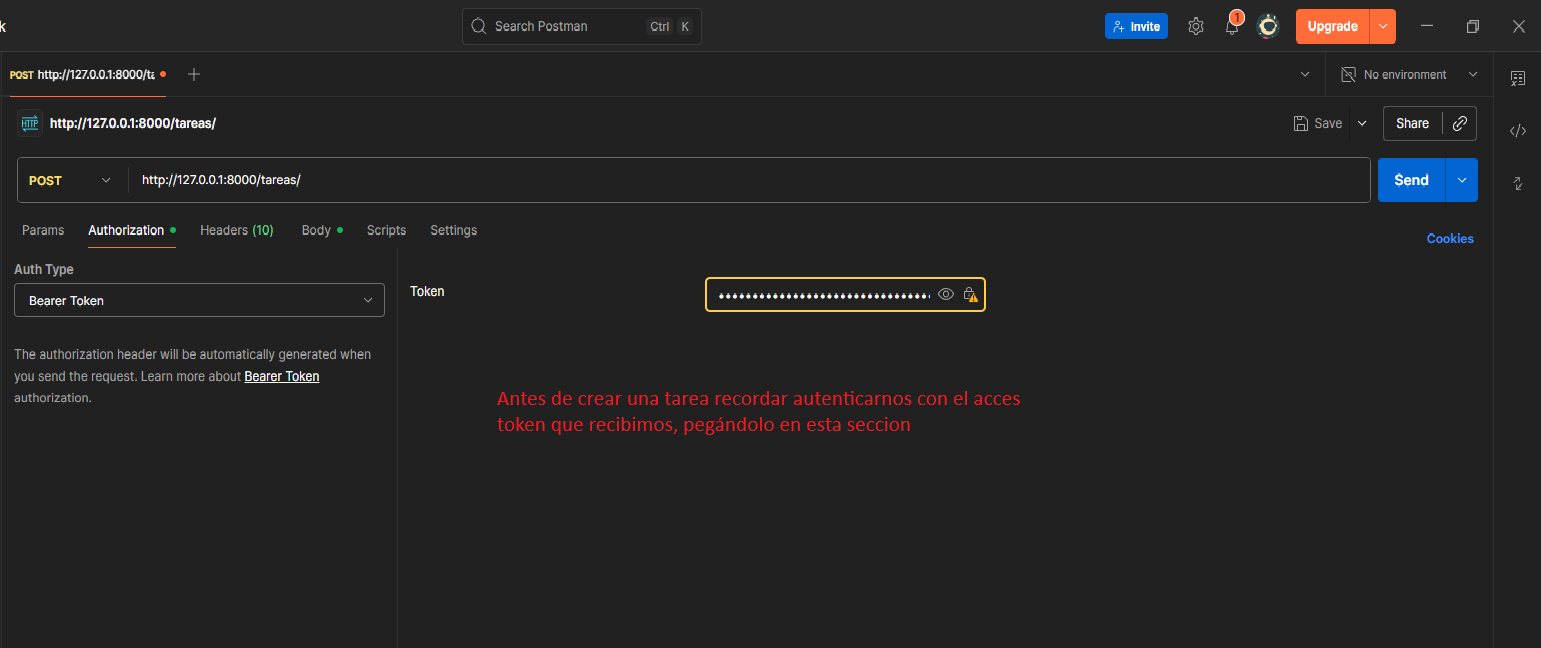 k
Search Postman Ctrl K
Invite
1
Upgrade
POST http://127.0.0.1:8000/ta
No environment
HTTP http://127.0.0.1:8000/tareas/
Save
Share
POST http://127.0.0.1:8000/tareas/
Send
Params Authorization Headers (10) Body Scripts Settings
Cookies
Auth Type
Bearer Token
The authorization header will be automatically generated when
you send the request. Learn more about Bearer Token
authorization.
Token
Antes de crear una tarea recordar autenticarnos con el acces
token que recibimos, pegándolo en esta seccion